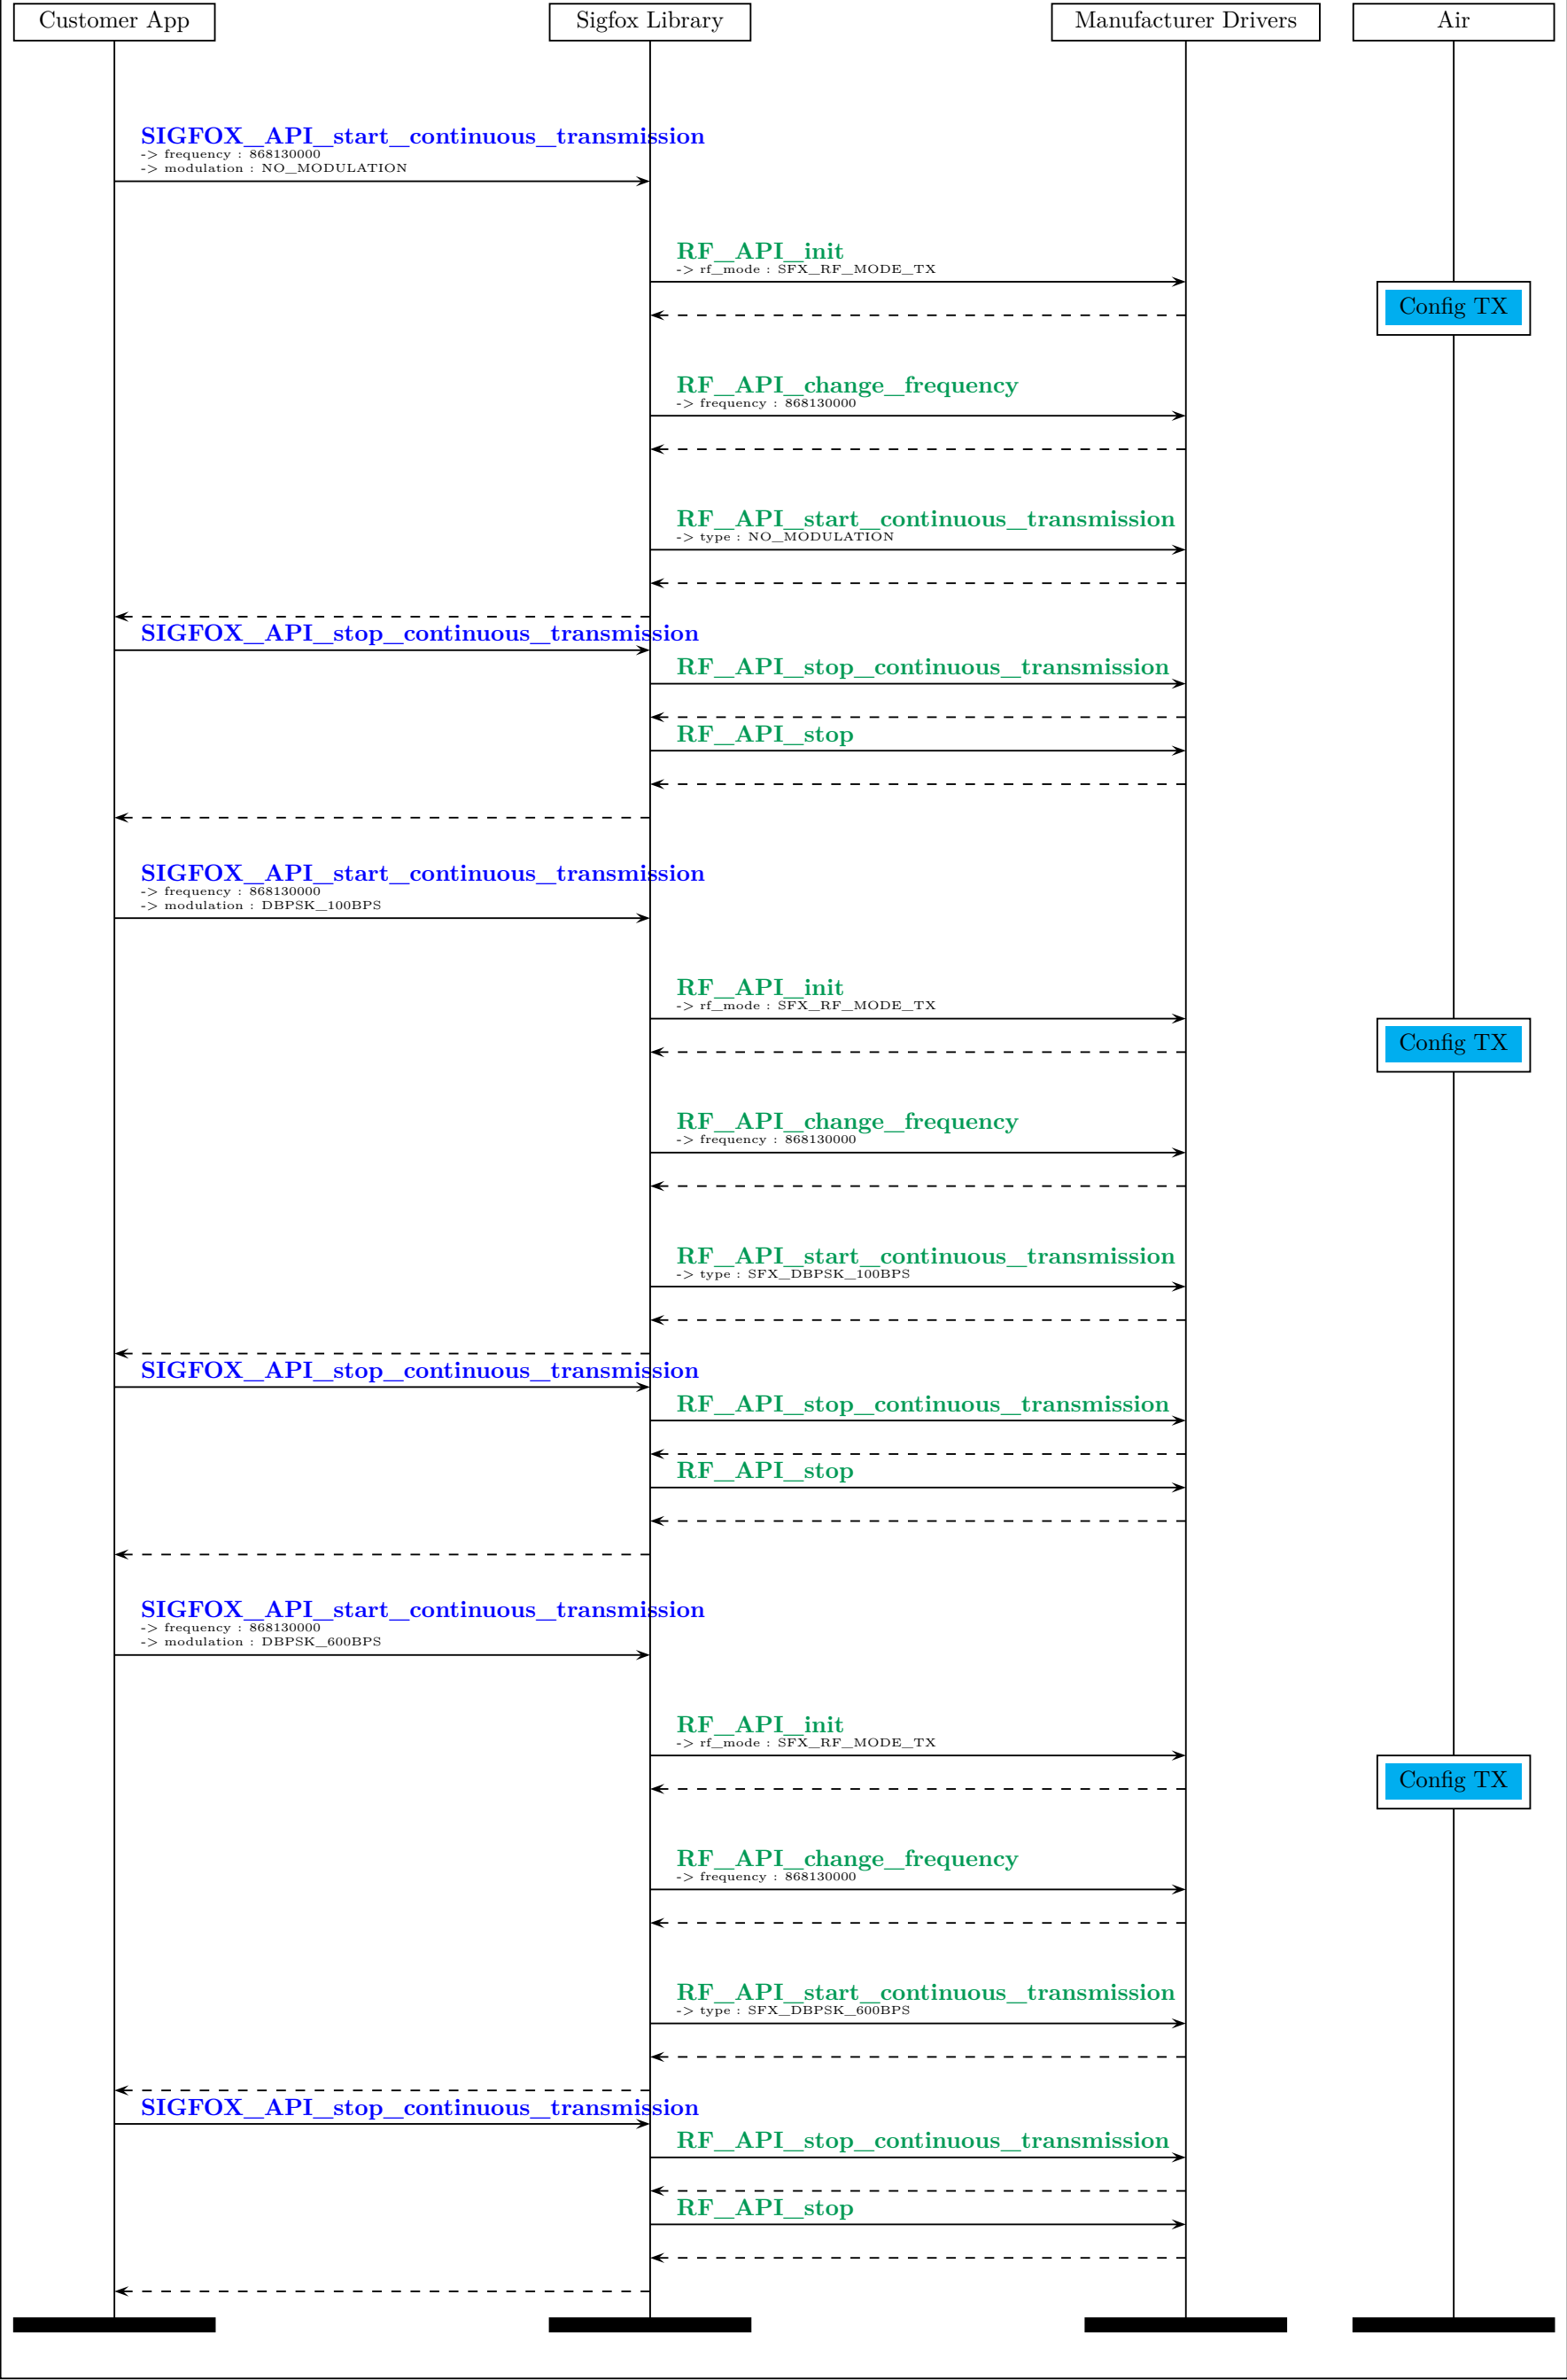 Customer App
Sigfox Library
Manufacturer Drivers
Air
SIGFOX_API_start_continuous_transmission
-> frequency : 868130000
-> modulation : NO_MODULATION
RF_API_init
-> rf_mode : SFX_RF_MODE_TX
Config TX
RF_API_change_frequency
-> frequency : 868130000
RF_API_start_continuous_transmission
-> type : NO_MODULATION
SIGFOX_API_stop_continuous_transmission
RF_API_stop_continuous_transmission
RF_API_stop
SIGFOX_API_start_continuous_transmission
-> frequency : 868130000
-> modulation : DBPSK_100BPS
RF_API_init
-> rf_mode : SFX_RF_MODE_TX
Config TX
RF_API_change_frequency
-> frequency : 868130000
RF_API_start_continuous_transmission
-> type : SFX_DBPSK_100BPS
SIGFOX_API_stop_continuous_transmission
RF_API_stop_continuous_transmission
RF_API_stop
SIGFOX_API_start_continuous_transmission
-> frequency : 868130000
-> modulation : DBPSK_600BPS
RF_API_init
-> rf_mode : SFX_RF_MODE_TX
Config TX
RF_API_change_frequency
-> frequency : 868130000
RF_API_start_continuous_transmission
-> type : SFX_DBPSK_600BPS
SIGFOX_API_stop_continuous_transmission
RF_API_stop_continuous_transmission
RF_API_stop